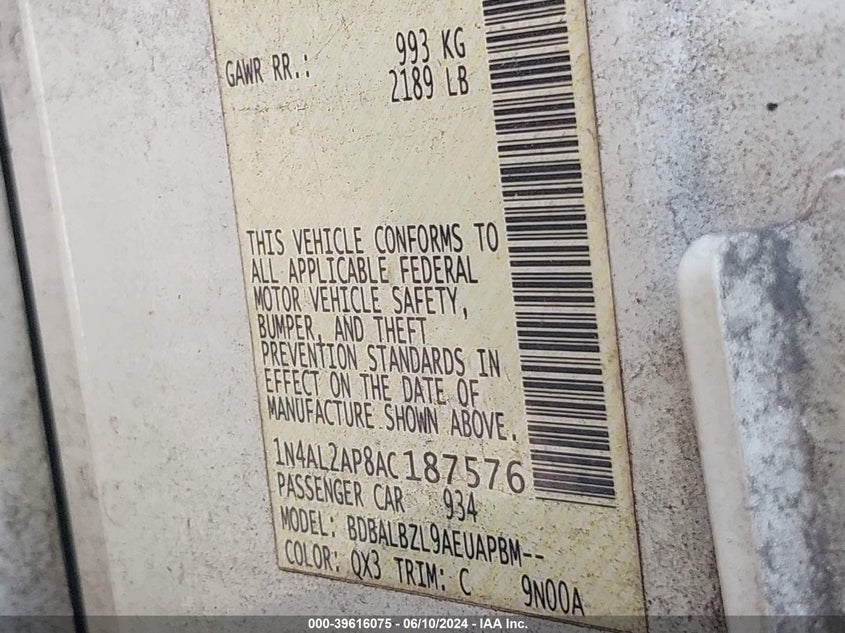 GAWR RR.: 993 KG
2189 LB
THIS VEHICLE CONFORMS TO
ALL APPLICABLE FEDERAL
MOTOR VEHICLE SAFETY,
BUMPER, AND THEFT
PREVENTION STANDARDS IN
EFFECT ON THE DATE OF
MANUFACTURE SHOWN ABOVE.
1N4AL2AP8AC187576
PASSENGER CAR 934
MODEL: BDBALBZL9AEUAPBM--
COLOR: QX3 TRIM: C 9N00A
000-39616075 - 06/10/2024 - IAA Inc.